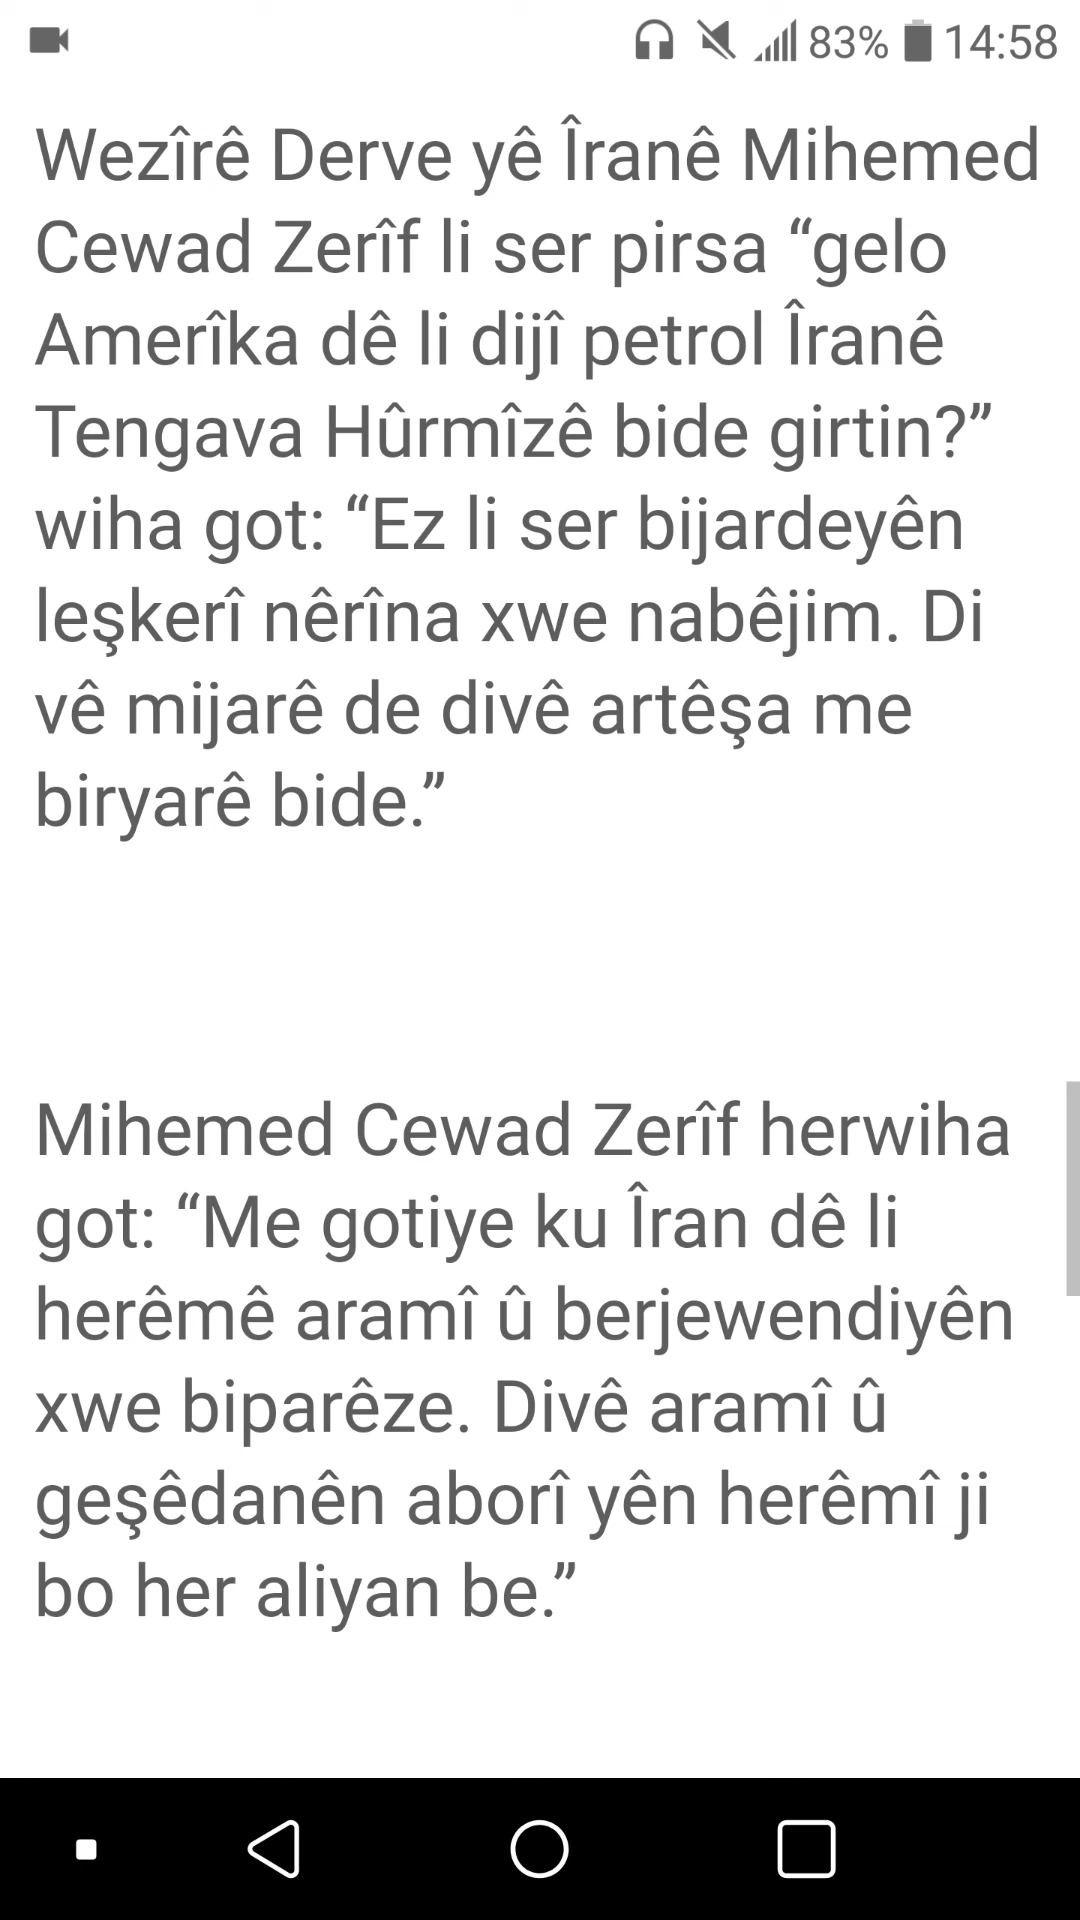 83% 14:58
Wezîrê Derve yê Îranê Mihemed
Cewad Zerîf li ser pirsa “gelo
Amerîka dê li dijî petrol Îranê
Tengava Hûrmîzê bide girtin?”
wiha got: “Ez li ser bijardeyên
leşkerî nêrîna xwe nabêjim. Di
vê mijarê de divê artêşa me
biryarê bide.”
Mihemed Cewad Zerîf herwiha
got: “Me gotiye ku Îran dê li
herêmê aramî û berjewendiyên
xwe biparêze. Divê aramî û
geşêdanên aborî yên herêmî ji
bo her aliyan be.”